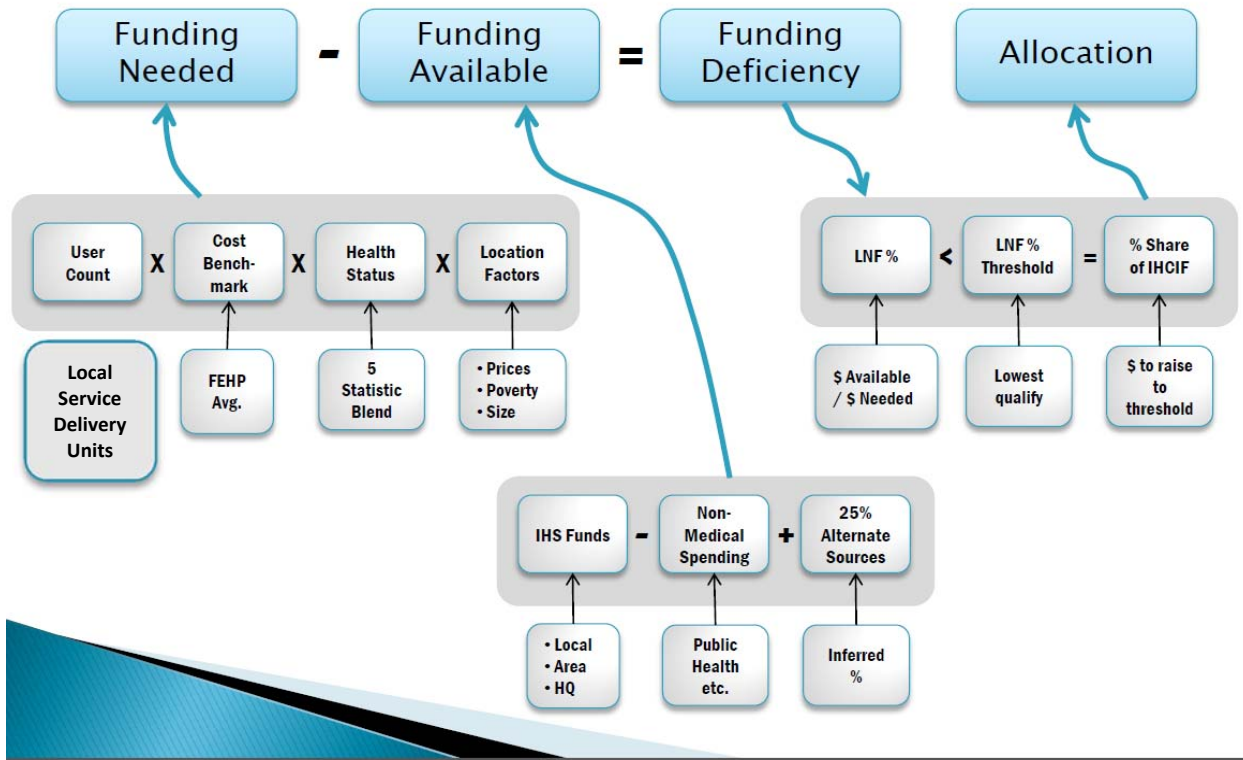 Funding
Needed
-
Funding
Available
=
Funding
Deficiency
Allocation
User
Count
X
Cost
Bench-
mark
X
Health
Status
X
Location
Factors
LNF %
<
LNF %
Threshold
=
% Share
of IHCIF
Local
Service
Delivery
Units
FEHP
Avg.
5
Statistic
Blend
• Prices
• Poverty
• Size
$ Available
/ $ Needed
Lowest
qualify
$ to raise
to
threshold
IHS Funds
-
Non-
Medical
Spending
+
25%
Alternate
Sources
• Local
• Area
• HQ
Public
Health
etc.
Inferred
%